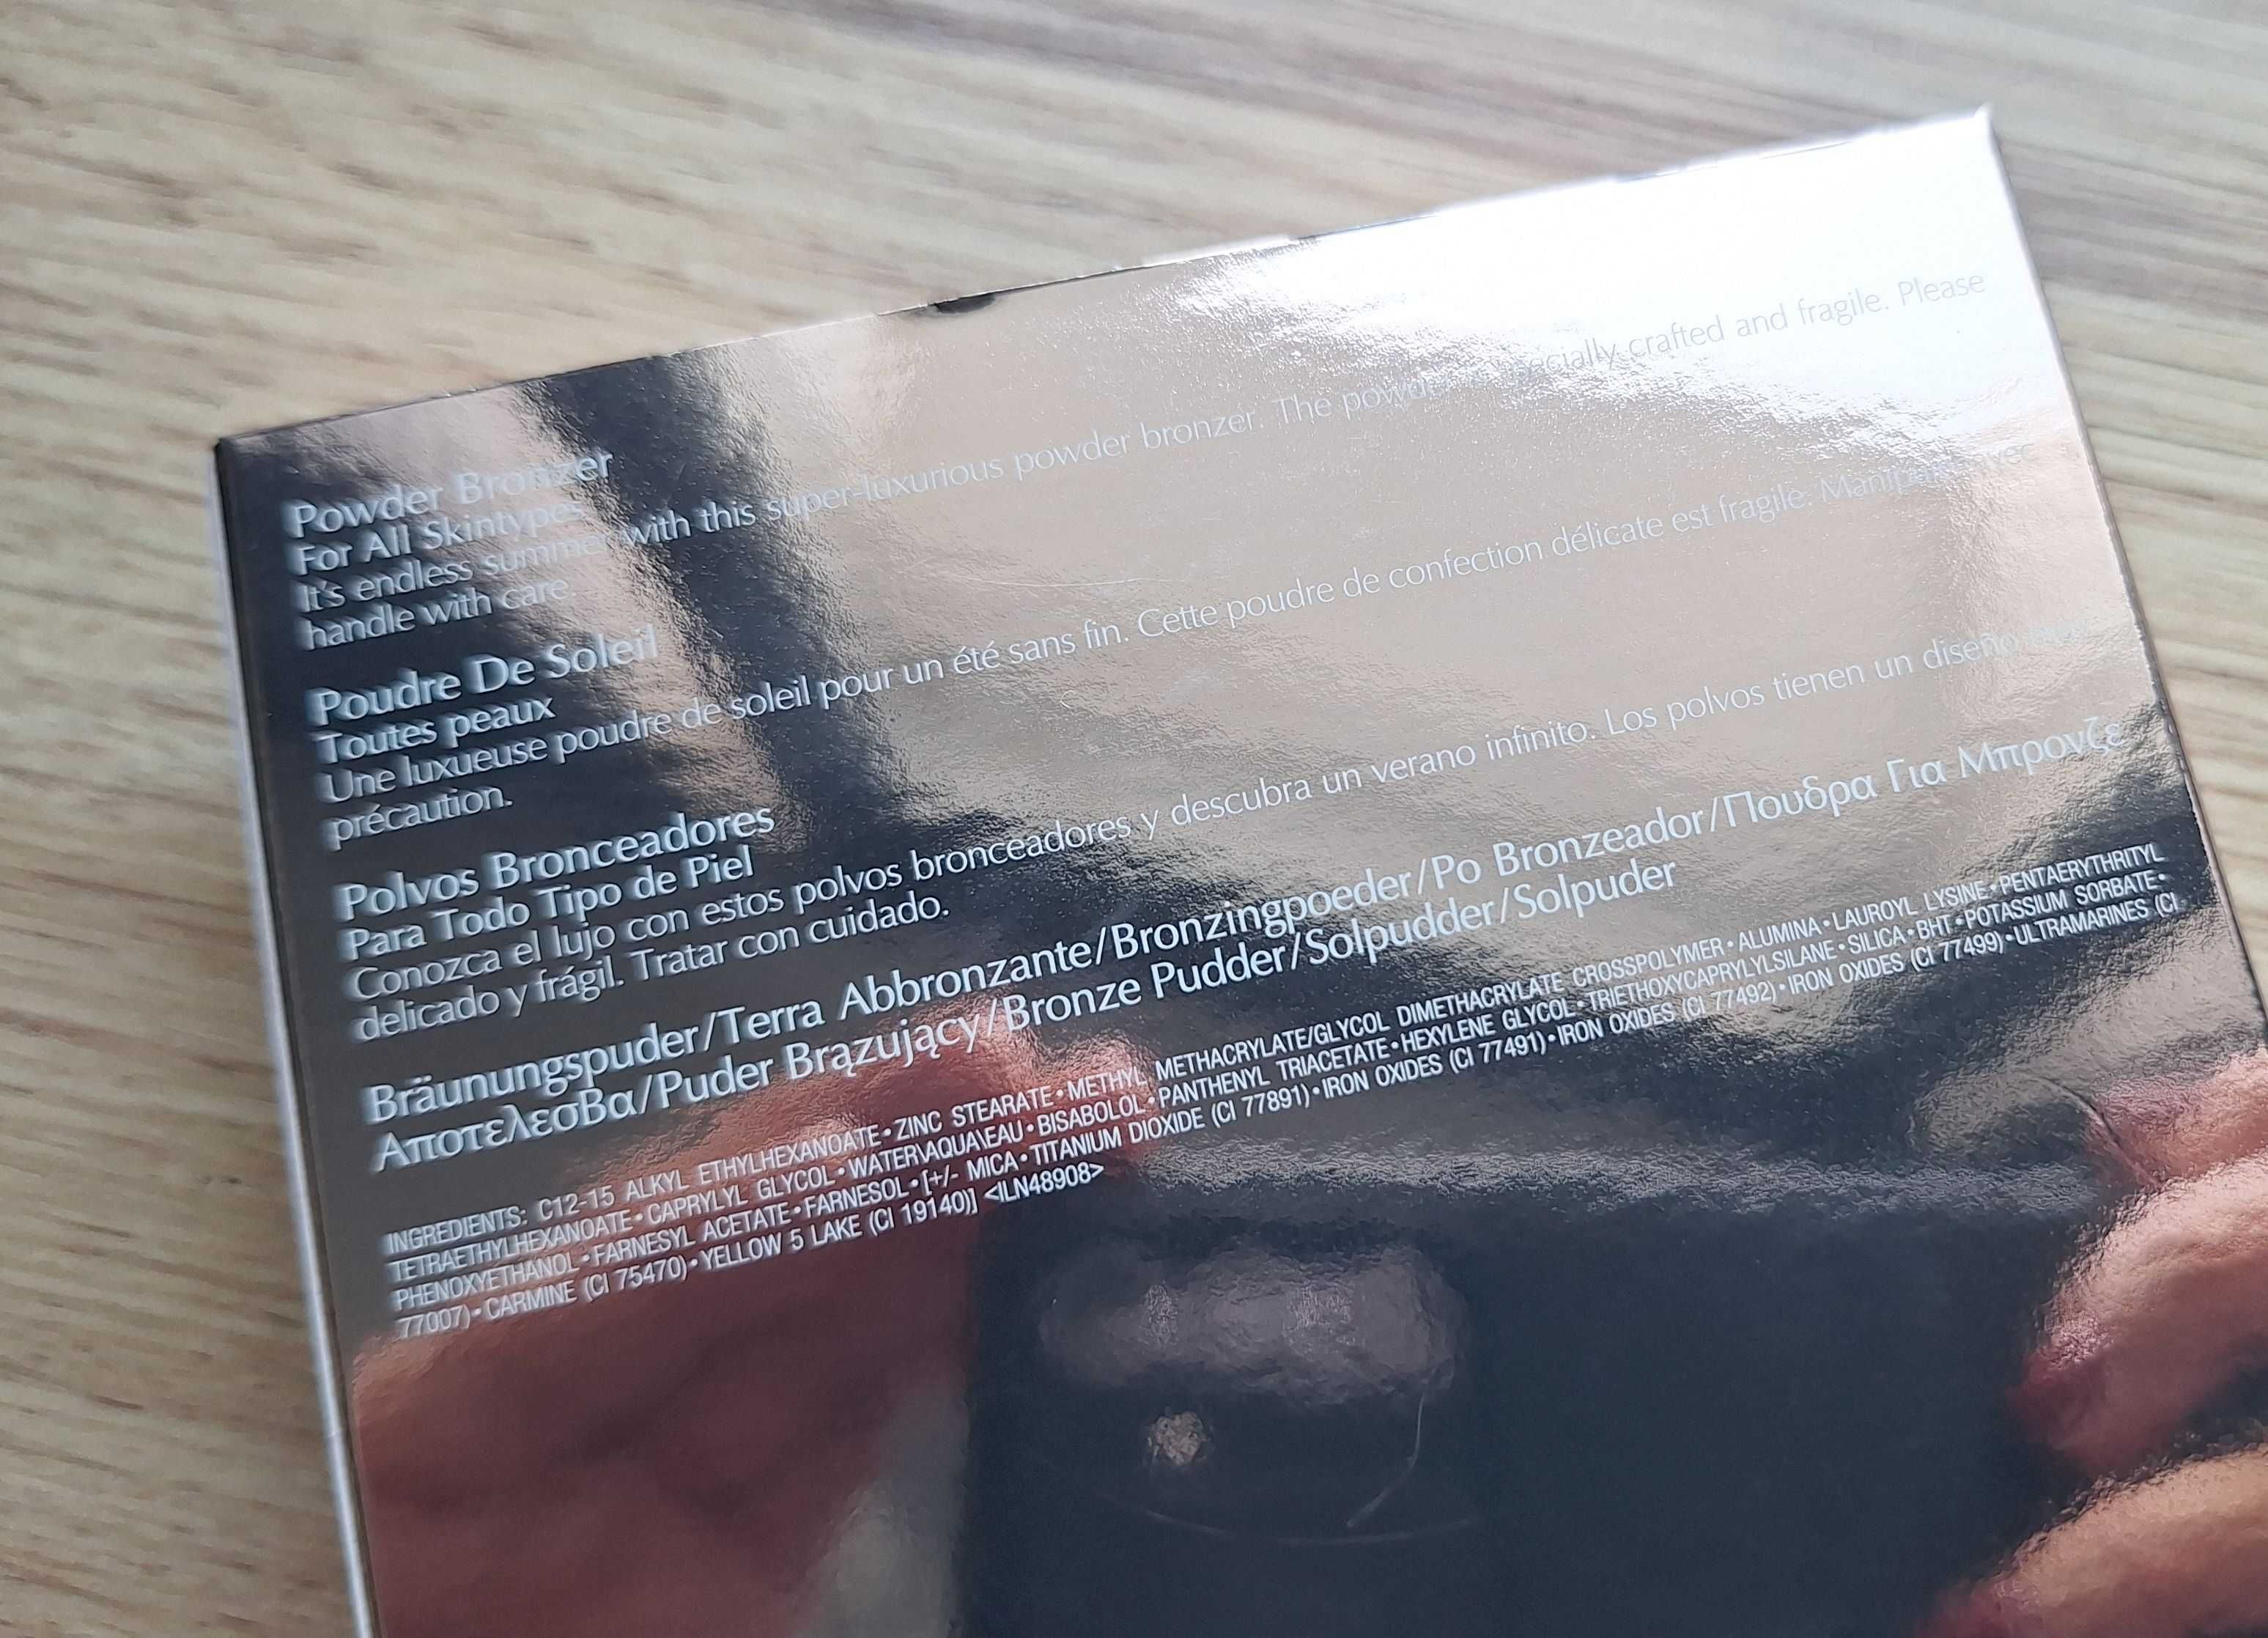 Powder Bronzer
For All Skintypes
It's endless summer with this super-luxurious powder bronzer. The powder specially crafted and fragile. Please
handle with care.
Poudre De Soleil
Toutes peaux
Une luxueuse poudre de soleil pour un été sans fin. Cette poudre de confection délicate est fragile. Manipuler avec
précaution.
Polvos Bronceadores
Para Todo Tipo de Piel
Conozca el lujo con estos polvos bronceadores y descubra un verano infinito. Los polvos tienen un diseño
delicado y frágil. Tratar con cuidado.
Bräunungspuder/Terra Abbronzante/Bronzingpoeder/Po Bronzeador/Πουδρα Για Μπρονζε
ΑποτελεσΒα/Puder Brązujący/Bronze Pudder/Solpudder/Solpuder
INGREDIENTS: C12-15 ALKYL ETHYLHEXANOATE • ZINC STEARATE • METHYL METHACRYLATE/GLYCOL DIMETHACRYLATE CROSSPOLYMER • ALUMINA • LAUROYL LYSINE • PENTAERYTHRITYL
TETRAETHYLHEXANOATE • CAPRYLYL GLYCOL • WATER\AQUA\EAU • BISABOLOL • PANTHENYL TRIACETATE • HEXYLENE GLYCOL • TRIETHOXYCAPRYLYLSILANE • SILICA • BHT • POTASSIUM SORBATE •
PHENOXYETHANOL • FARNESYL ACETATE • FARNESOL • [+/- MICA • TITANIUM DIOXIDE (CI 77891) • IRON OXIDES (CI 77491) • IRON OXIDES (CI 77492) • IRON OXIDES (CI 77499) • ULTRAMARINES (CI
77007) • CARMINE (CI 75470) • YELLOW 5 LAKE (CI 19140)] <ILN48908>